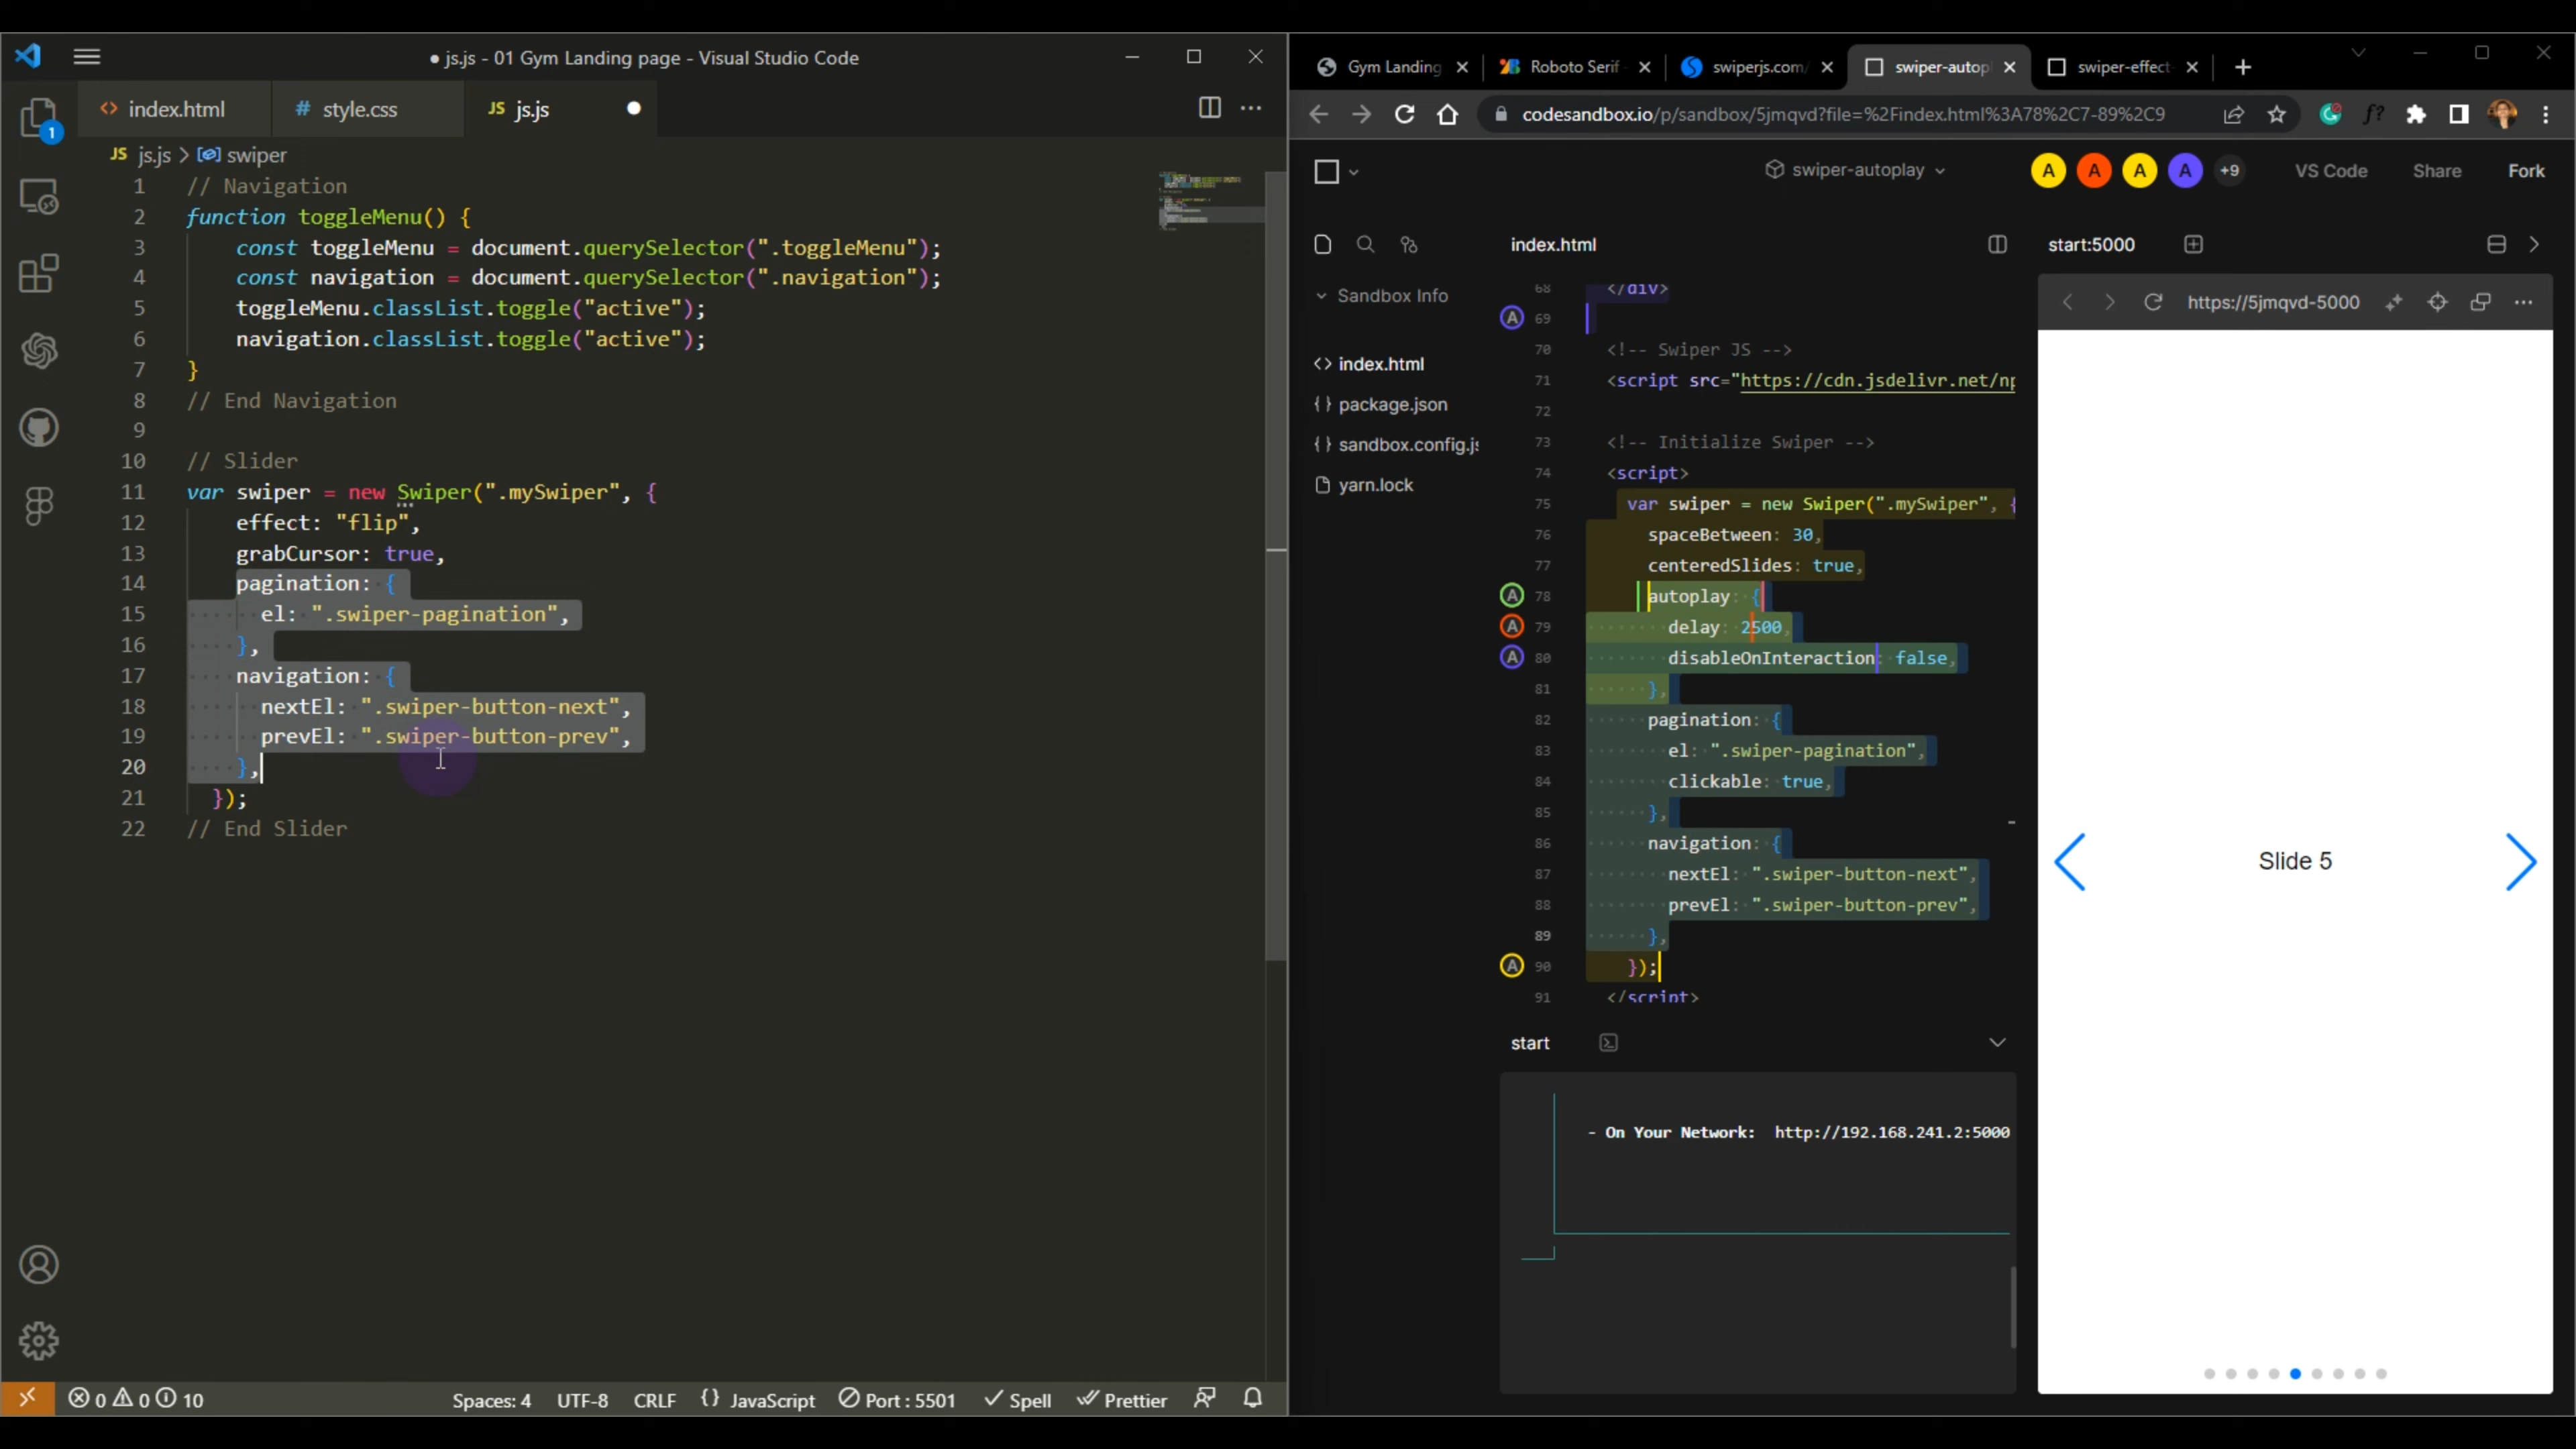 ● js.js - 01 Gym Landing page - Visual Studio Code
index.html
style.css
JS js.js
1
JS js.js > swiper
1 // Navigation
2 function toggleMenu() {
3 const toggleMenu = document.querySelector(".toggleMenu");
4 const navigation = document.querySelector(".navigation");
5 toggleMenu.classList.toggle("active");
6 navigation.classList.toggle("active");
7 }
8 // End Navigation
9
10 // Slider
11 var swiper = new Swiper(".mySwiper", {
12 effect: "flip",
13 grabCursor: true,
14 pagination: {
15 el: ".swiper-pagination",
16 },
17 navigation: {
18 nextEl: ".swiper-button-next",
19 prevEl: ".swiper-button-prev",
20 },
21 });
22 // End Slider
0 0 10
Spaces: 4 UTF-8 CRLF {} JavaScript Port : 5501 Spell Prettier
Gym Landing
Roboto Serif
swiperjs.com/
swiper-autopl
swiper-effect
codesandbox.io/p/sandbox/5jmqvd?file=%2Findex.html%3A78%2C7-89%2C9
f?
swiper-autoplay
A A A A +9
VS Code Share Fork
Sandbox Info
<> index.html
{} package.json
{} sandbox.config.js
yarn.lock
index.html
68 </div>
A 69
70 <!-- Swiper JS -->
71 <script src="https://cdn.jsdelivr.net/np
72
73 <!-- Initialize Swiper -->
74 <script>
75 var swiper = new Swiper(".mySwiper", {
76 spaceBetween: 30,
77 centeredSlides: true,
A 78 autoplay: {
A 79 delay: 2500,
A 80 disableOnInteraction: false,
81 },
82 pagination: {
83 el: ".swiper-pagination",
84 clickable: true,
85 },
86 navigation: {
87 nextEl: ".swiper-button-next",
88 prevEl: ".swiper-button-prev",
89 },
A 90 });
91 </script>
start
- On Your Network: http://192.168.241.2:5000
start:5000
https://5jmqvd-5000
Slide 5